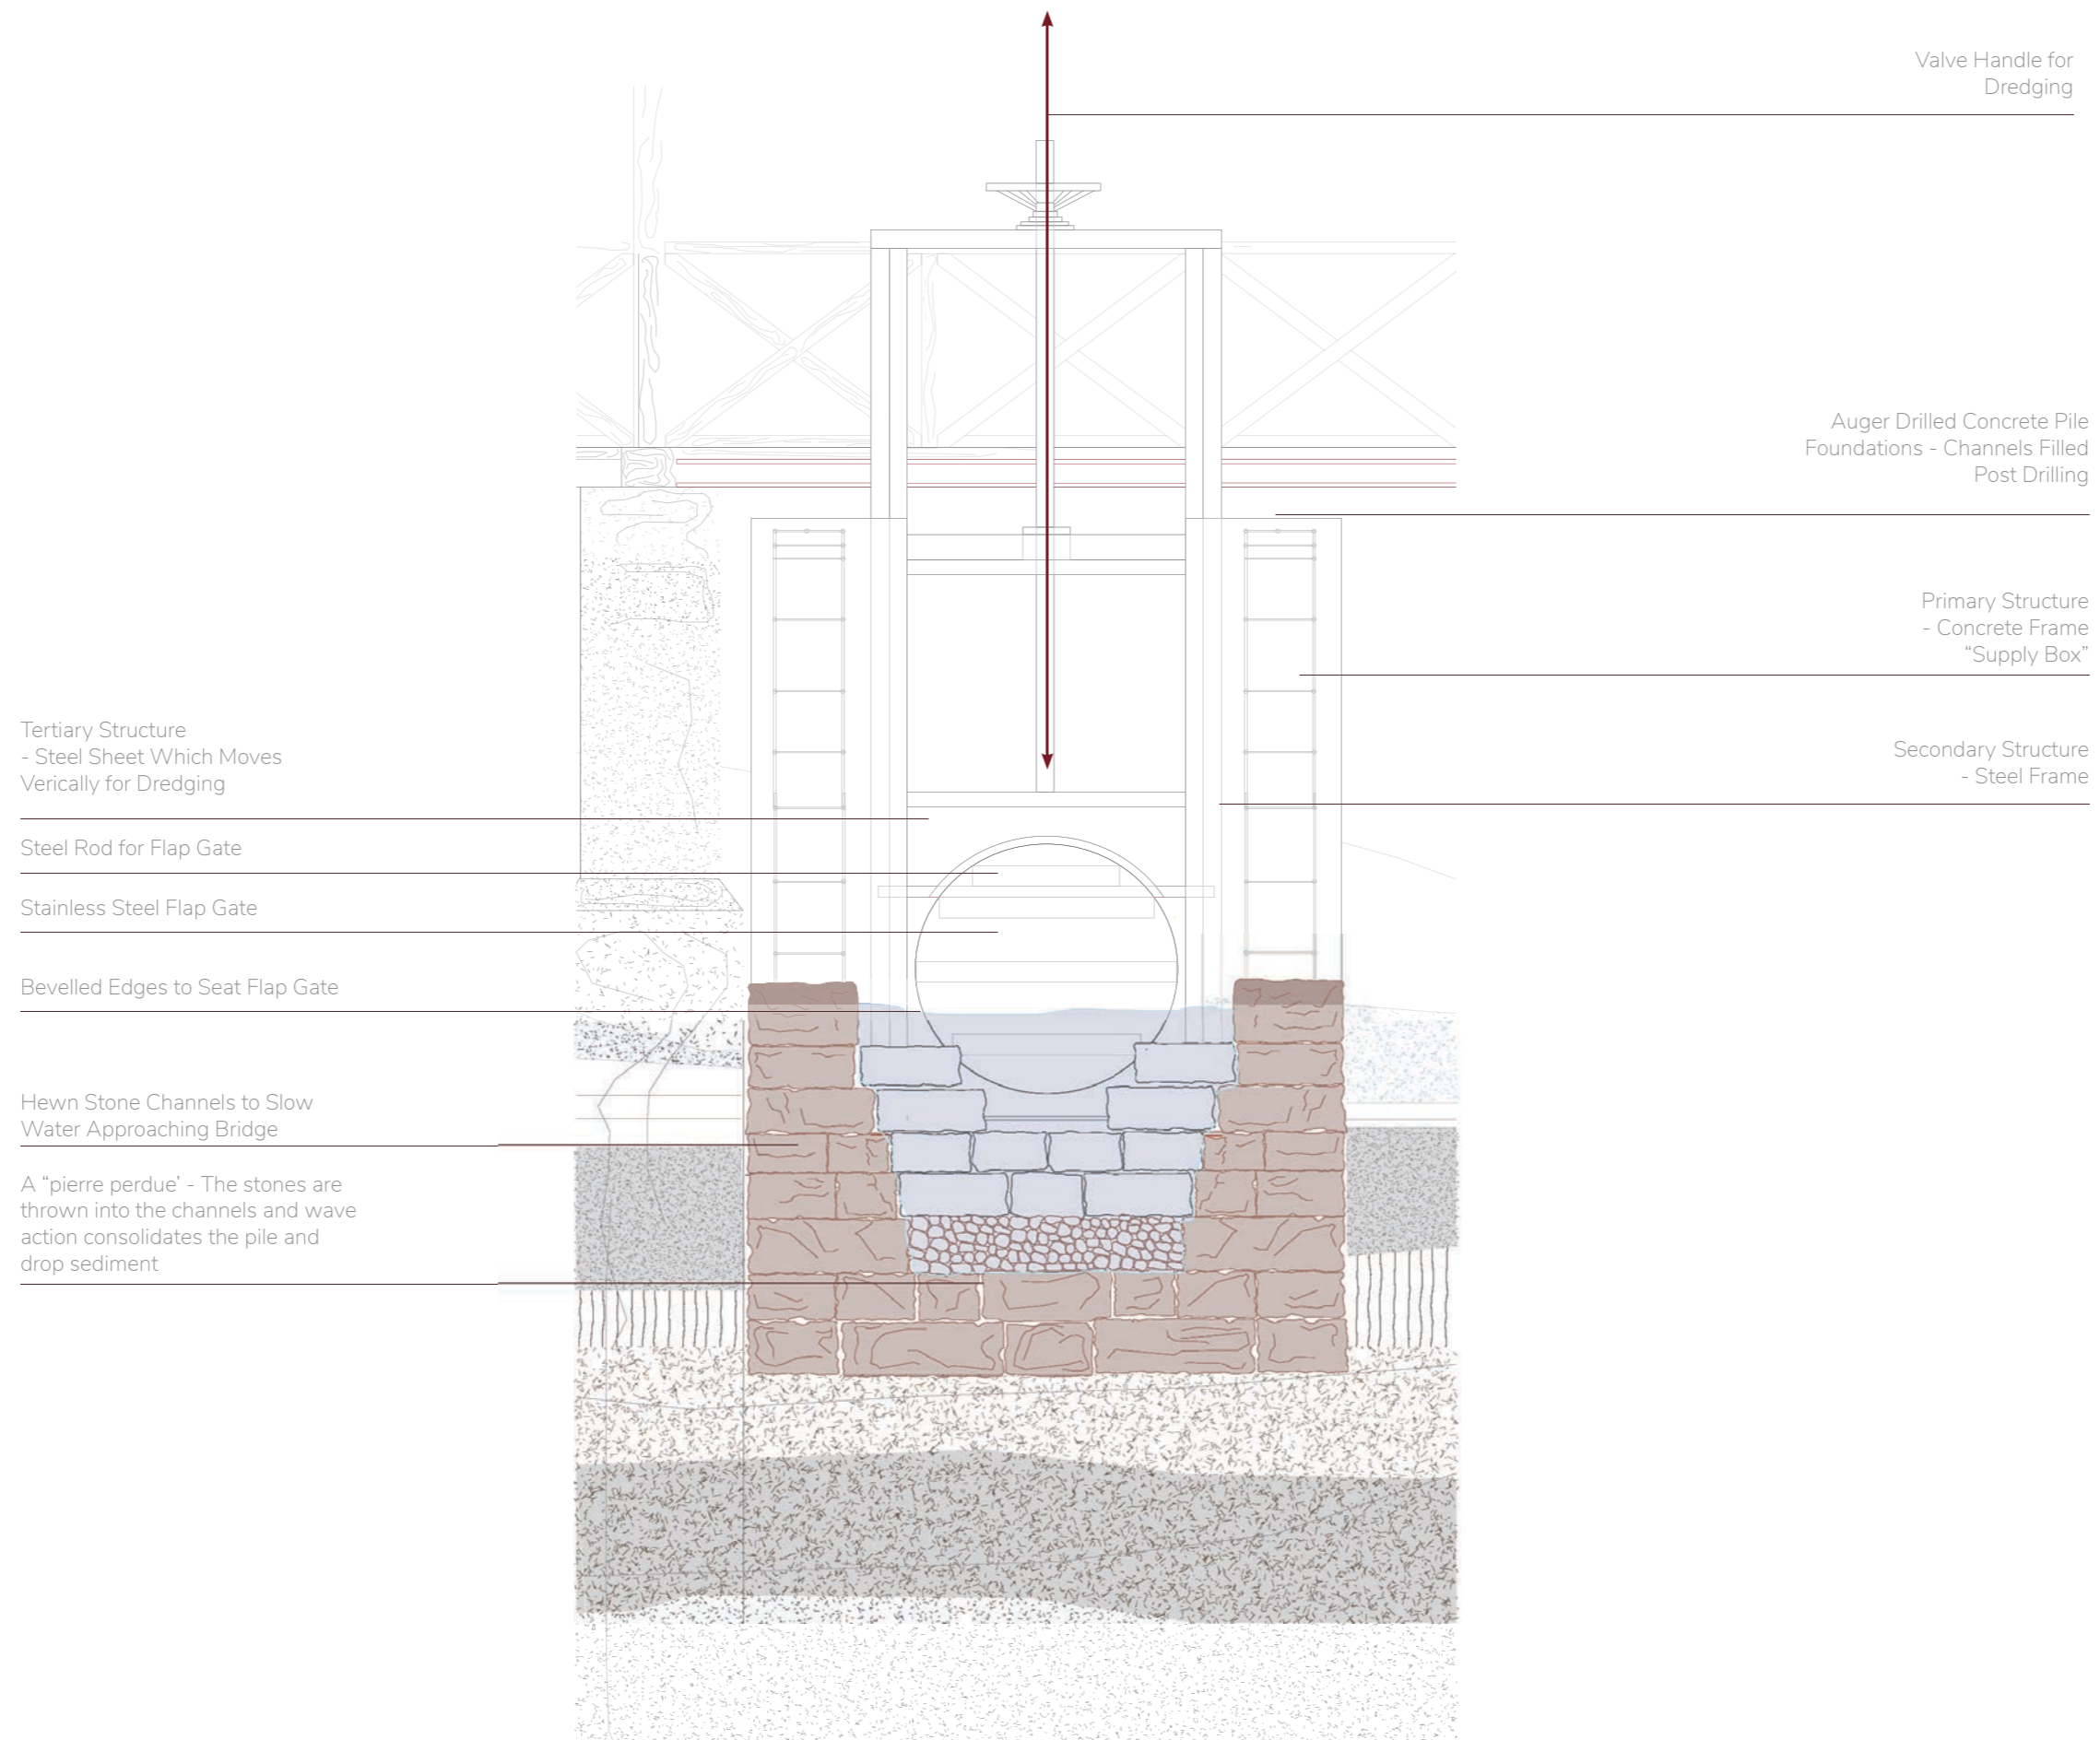 Valve Handle for
Dredging
Auger Drilled Concrete Pile
Foundations - Channels Filled
Post Drilling
Primary Structure
- Concrete Frame
“Supply Box”
Secondary Structure
- Steel Frame
Tertiary Structure
- Steel Sheet Which Moves
Verically for Dredging
Steel Rod for Flap Gate
Stainless Steel Flap Gate
Bevelled Edges to Seat Flap Gate
Hewn Stone Channels to Slow
Water Approaching Bridge
A “pierre perdue’ - The stones are
thrown into the channels and wave
action consolidates the pile and
drop sediment